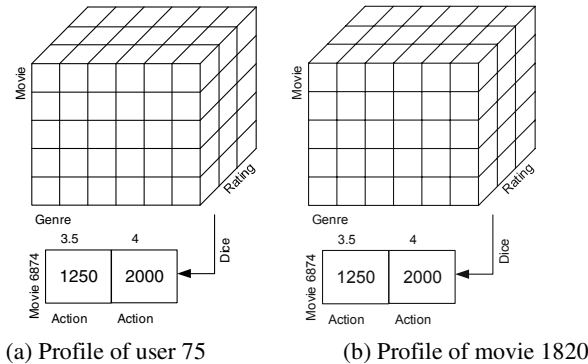 Movie
Genre
Rating
3.5 4
Dice
Movie 6874
1250 2000
Action Action
(a) Profile of user 75
Movie
Genre
Rating
3.5 4
Dice
Movie 6874
1250 2000
Action Action
(b) Profile of movie 1820